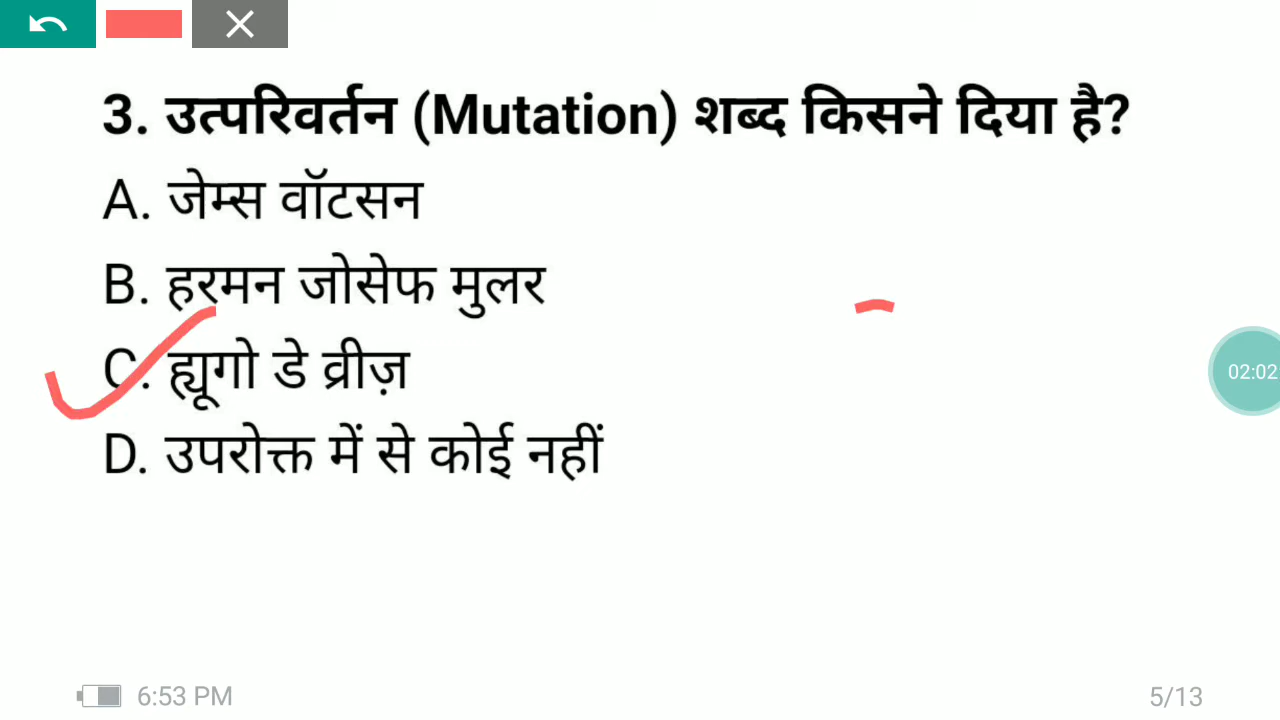 3. उत्परिवर्तन (Mutation) शब्द किसने दिया है?
A. जेम्स वॉटसन
B. हरमन जोसेफ मुलर
C. ह्यूगो डे व्रीज़
D. उपरोक्त में से कोई नहीं
02:02
6:53 PM
5/13